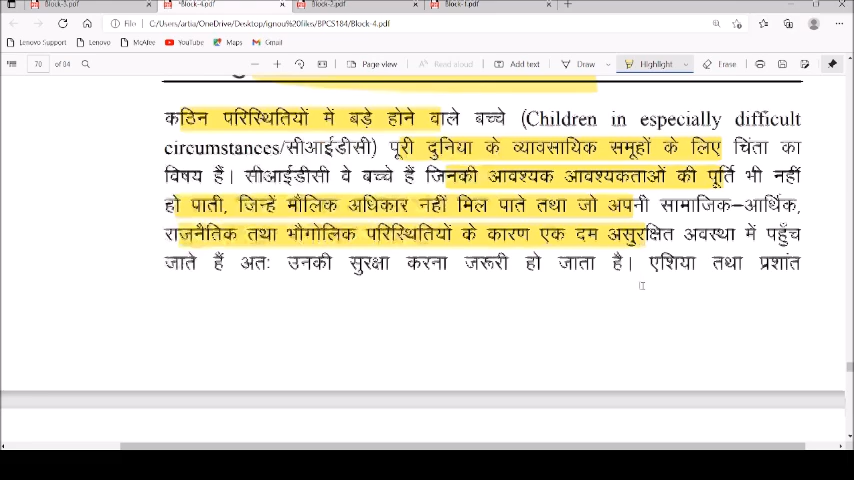 Block-3.pdf
*Block-4.pdf
Block-2.pdf
Block-1.pdf
File
C:/Users/artia/OneDrive/Desktop/ignou%20files/BPCS184/Block-4.pdf
Lenovo Support
Lenovo
McAfee
YouTube
Maps
Gmail
70 of 84
Page view
Read aloud
Add text
Draw
Highlight
Erase
कठिन परिस्थितियों में बड़े होने वाले बच्चे (Children in especially difficult
circumstances/सीआईडीसी) पूरी दुनिया के व्यावसायिक समूहों के लिए चिंता का
विषय हैं। सीआईडीसी वे बच्चे हैं जिनकी आवश्यक आवश्यकताओं की पूर्ति भी नहीं
हो पाती, जिन्हें मौलिक अधिकार नहीं मिल पाते तथा जो अपनी सामाजिक-आर्थिक,
राजनैतिक तथा भौगोलिक परिस्थितियों के कारण एक दम असुरक्षित अवस्था में पहुँच
जाते हैं अतः उनकी सुरक्षा करना जरूरी हो जाता है। एशिया तथा प्रशांत